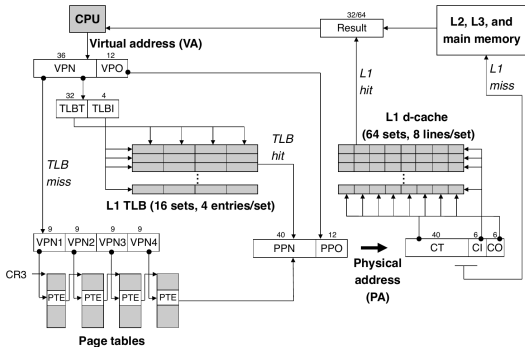 CPU
32/64
Result
L2, L3, and
main memory
Virtual address (VA)
36
12
VPN
VPO
L1
hit
L1
miss
32
4
TLBT
TLBI
L1 d-cache
(64 sets, 8 lines/set)
TLB
hit
TLB
miss
...
...
L1 TLB (16 sets, 4 entries/set)
9
9
9
9
VPN1
VPN2
VPN3
VPN4
40
12
PPN
PPO
40
6
6
CT
CI
CO
Physical
address
(PA)
CR3
PTE
PTE
PTE
PTE
Page tables